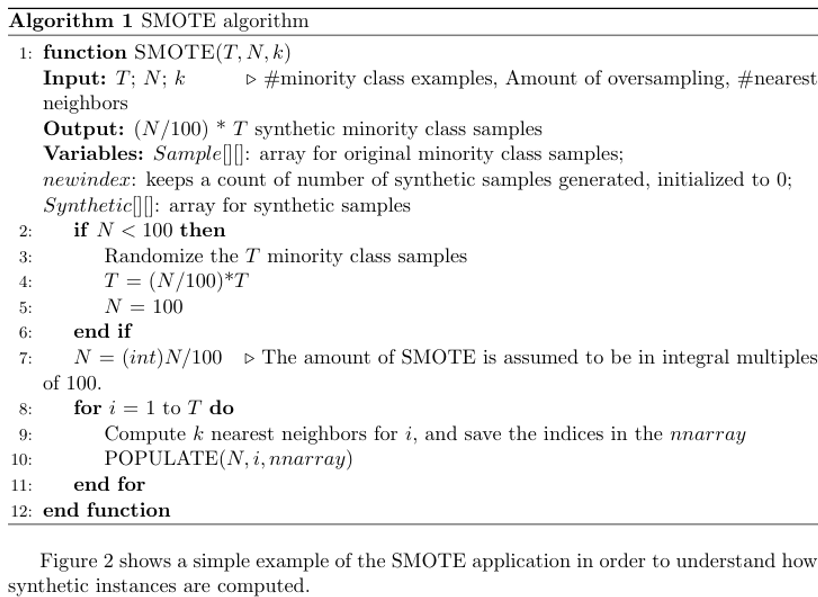 Algorithm 1 SMOTE algorithm
1: function SMOTE(T, N, k)
Input: T; N; k ▷ #minority class examples, Amount of oversampling, #nearest
neighbors
Output: (N/100) * T synthetic minority class samples
Variables: Sample[][]: array for original minority class samples;
newindex: keeps a count of number of synthetic samples generated, initialized to 0;
Synthetic[][]: array for synthetic samples
2: if N < 100 then
3: Randomize the T minority class samples
4: T = (N/100)*T
5: N = 100
6: end if
7: N = (int)N/100 ▷ The amount of SMOTE is assumed to be in integral multiples
of 100.
8: for i = 1 to T do
9: Compute k nearest neighbors for i, and save the indices in the nnarray
10: POPULATE(N, i, nnarray)
11: end for
12: end function
Figure 2 shows a simple example of the SMOTE application in order to understand how
synthetic instances are computed.